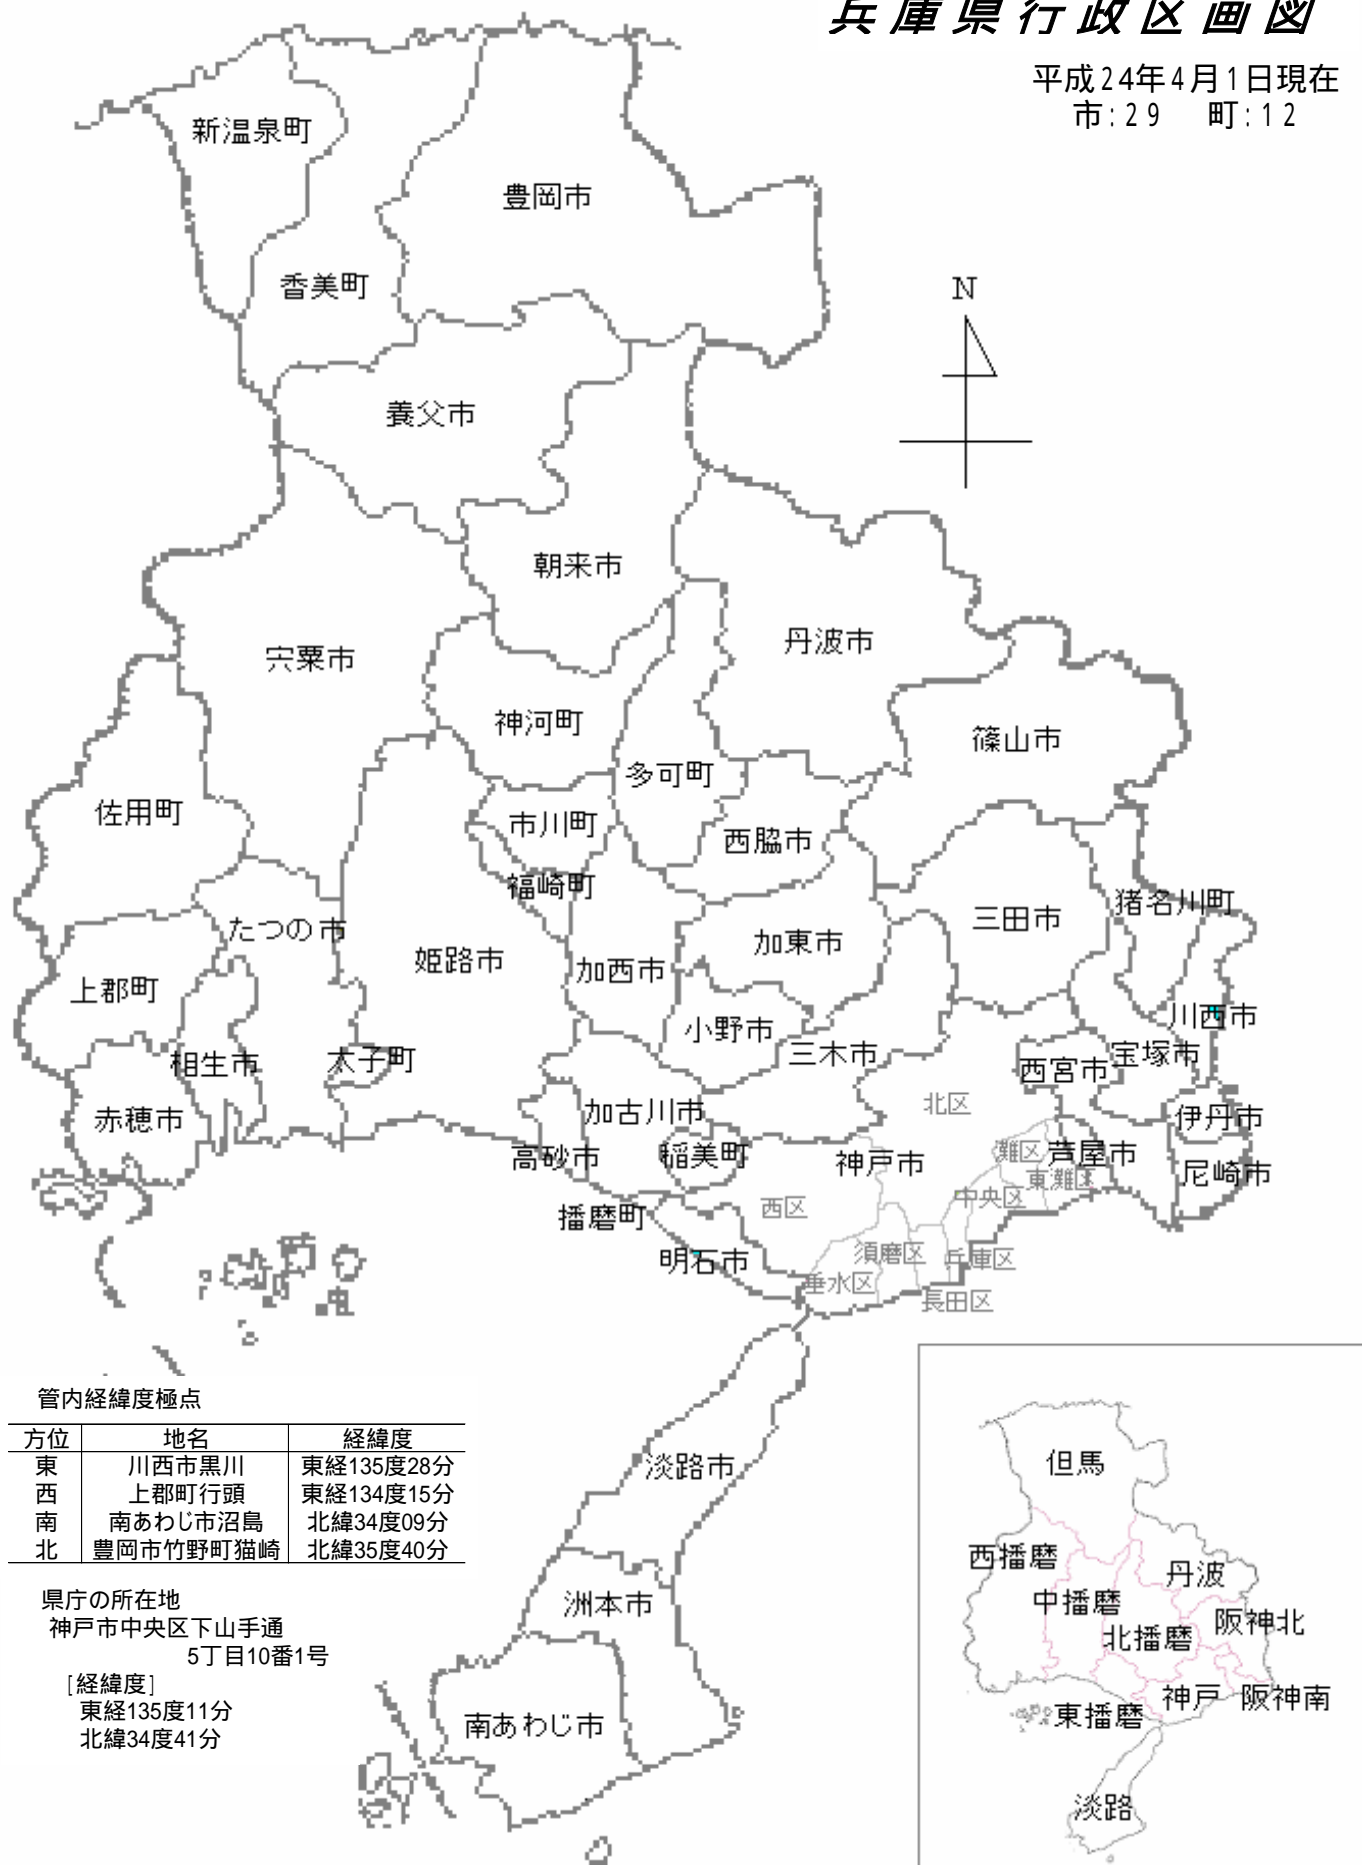 兵庫県行政区画図
平成24年4月1日現在
市:29 町:12
新温泉町
豊岡市
香美町
N
養父市
朝来市
丹波市
宍粟市
神河町
篠山市
多可町
佐用町
市川町
西脇市
福崎町
猪名川町
三田市
たつの市
加東市
姫路市
加西市
上郡町
川西市
小野市
三木市
宝塚市
相生市
太子町
西宮市
北区
加古川市
赤穂市
伊丹市
灘区
芦屋市
高砂市
稲美町
神戸市
尼崎市
東灘区
中央区
西区
播磨町
須磨区
兵庫区
明石市
垂水区
長田区
管内経緯度極点
方位 地名 経緯度
東 川西市黒川 東経135度28分
西 上郡町行頭 東経134度15分
南 南あわじ市沼島 北緯34度09分
北 豊岡市竹野町猫崎 北緯35度40分
県庁の所在地
神戸市中央区下山手通
5丁目10番1号
[経緯度]
東経135度11分
北緯34度41分
淡路市
洲本市
南あわじ市
但馬
西播磨
丹波
中播磨
阪神北
北播磨
神戸
阪神南
東播磨
淡路